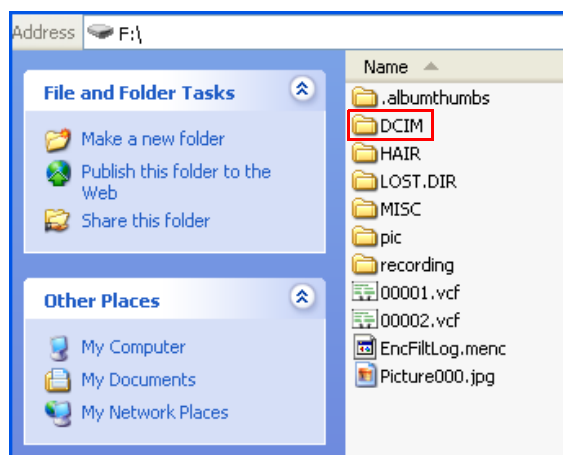 Address F:\
File and Folder Tasks
Make a new folder
Publish this folder to the
Web
Share this folder
Other Places
My Computer
My Documents
My Network Places
Name
.albumthumbs
DCIM
HAIR
LOST.DIR
MISC
pic
recording
00001.vcf
00002.vcf
EncFiltLog.menc
Picture000.jpg